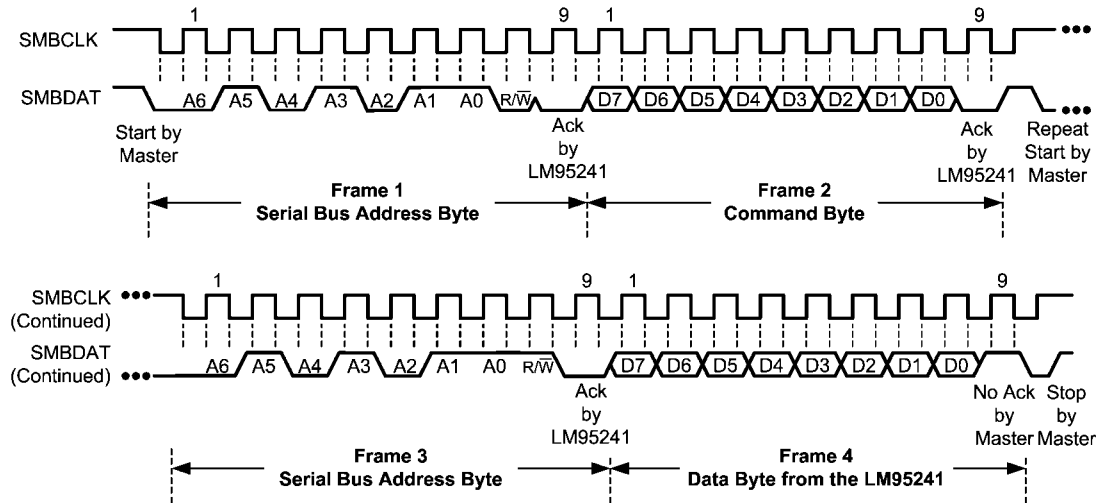 1 9 1 9
SMBCLK
SMBDAT
A6 A5 A4 A3 A2 A1 A0 R/W̅ D7 D6 D5 D4 D3 D2 D1 D0
Start by
Master
Ack
by
LM95241
Ack
by
LM95241
Repeat
Start by
Master
Frame 1
Serial Bus Address Byte
Frame 2
Command Byte
1 9 1 9
SMBCLK
(Continued)
SMBDAT
(Continued)
A6 A5 A4 A3 A2 A1 A0 R/W̅ D7 D6 D5 D4 D3 D2 D1 D0
Ack
by
LM95241
No Ack
by
Master
Stop
by
Master
Frame 3
Serial Bus Address Byte
Frame 4
Data Byte from the LM95241